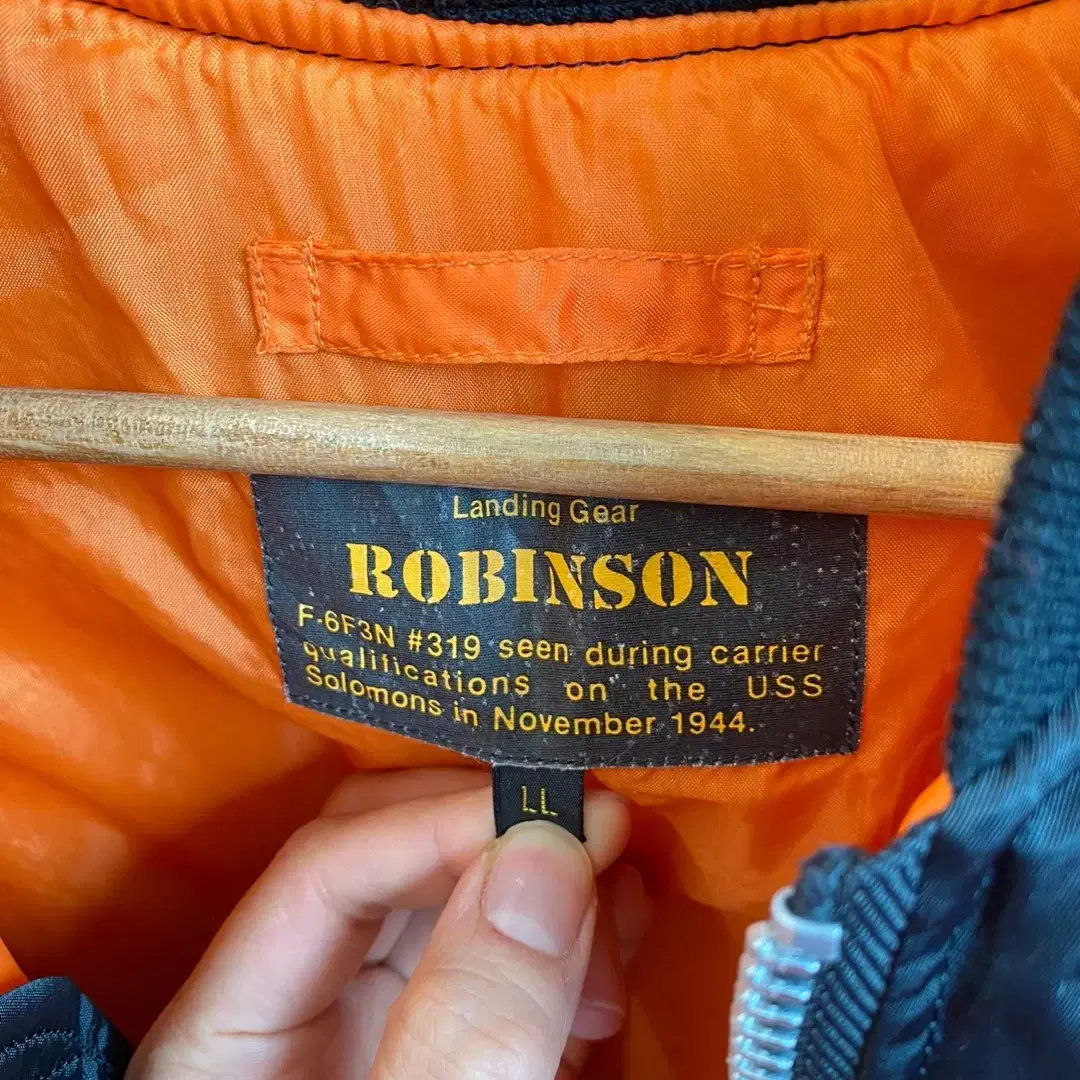 Landing Gear
ROBINSON
F-6F3N #319 seen during carrier
qualifications on the USS
Solomons in November 1944.
LL